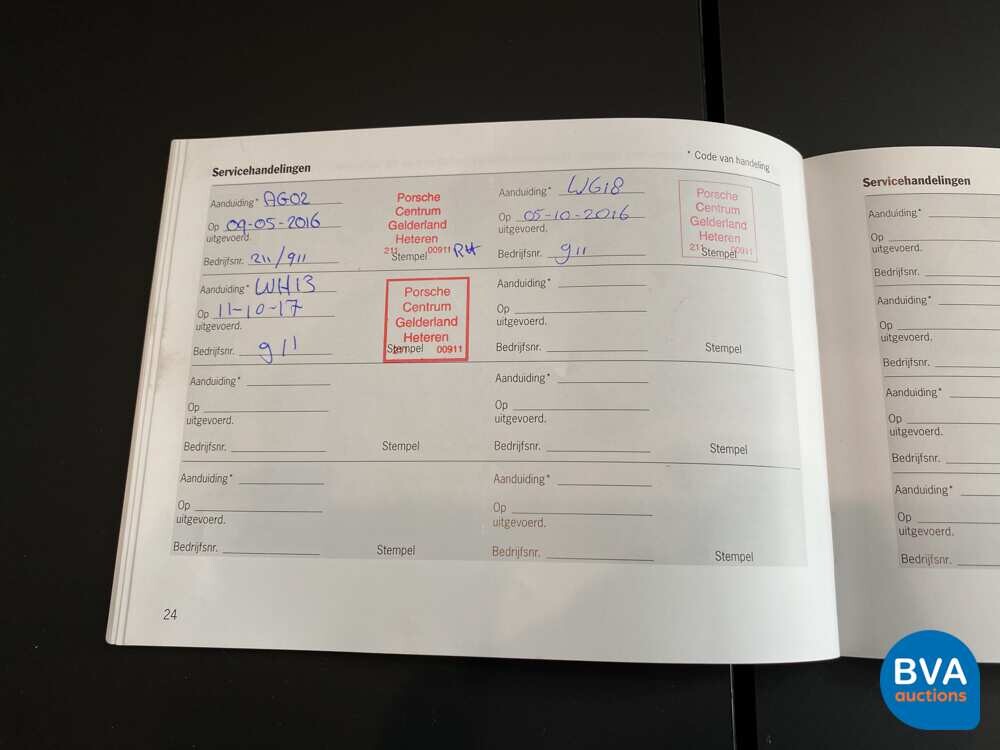 Servicehandelingen
* Code van handeling
Aanduiding* AG02
Op 09-05-2016
uitgevoerd.
Bedrijfsnr. 211/911
Porsche
Centrum
Gelderland
Heteren
211 00911
Stempel RH
Aanduiding* WG18
Op 05-10-2016
uitgevoerd.
Bedrijfsnr. 911
Porsche
Centrum
Gelderland
Heteren
211 00911
Stempel
Aanduiding* WH13
Op 11-10-17
uitgevoerd.
Bedrijfsnr. 911
Porsche
Centrum
Gelderland
Heteren
211 00911
Stempel
Aanduiding*
Op
uitgevoerd.
Bedrijfsnr. Stempel
Aanduiding*
Op
uitgevoerd.
Bedrijfsnr. Stempel
Aanduiding*
Op
uitgevoerd.
Bedrijfsnr. Stempel
Aanduiding*
Op
uitgevoerd.
Bedrijfsnr. Stempel
Aanduiding*
Op
uitgevoerd.
Bedrijfsnr. Stempel
24
Servicehandelingen
Aanduiding*
Op
uitgevoerd.
Bedrijfsnr.
Aanduiding*
Op
uitgevoerd.
Bedrijfsnr.
Aanduiding*
Op
uitgevoerd.
Bedrijfsnr.
Aanduiding*
Op
uitgevoerd.
Bedrijfsnr.
BVA
auctions